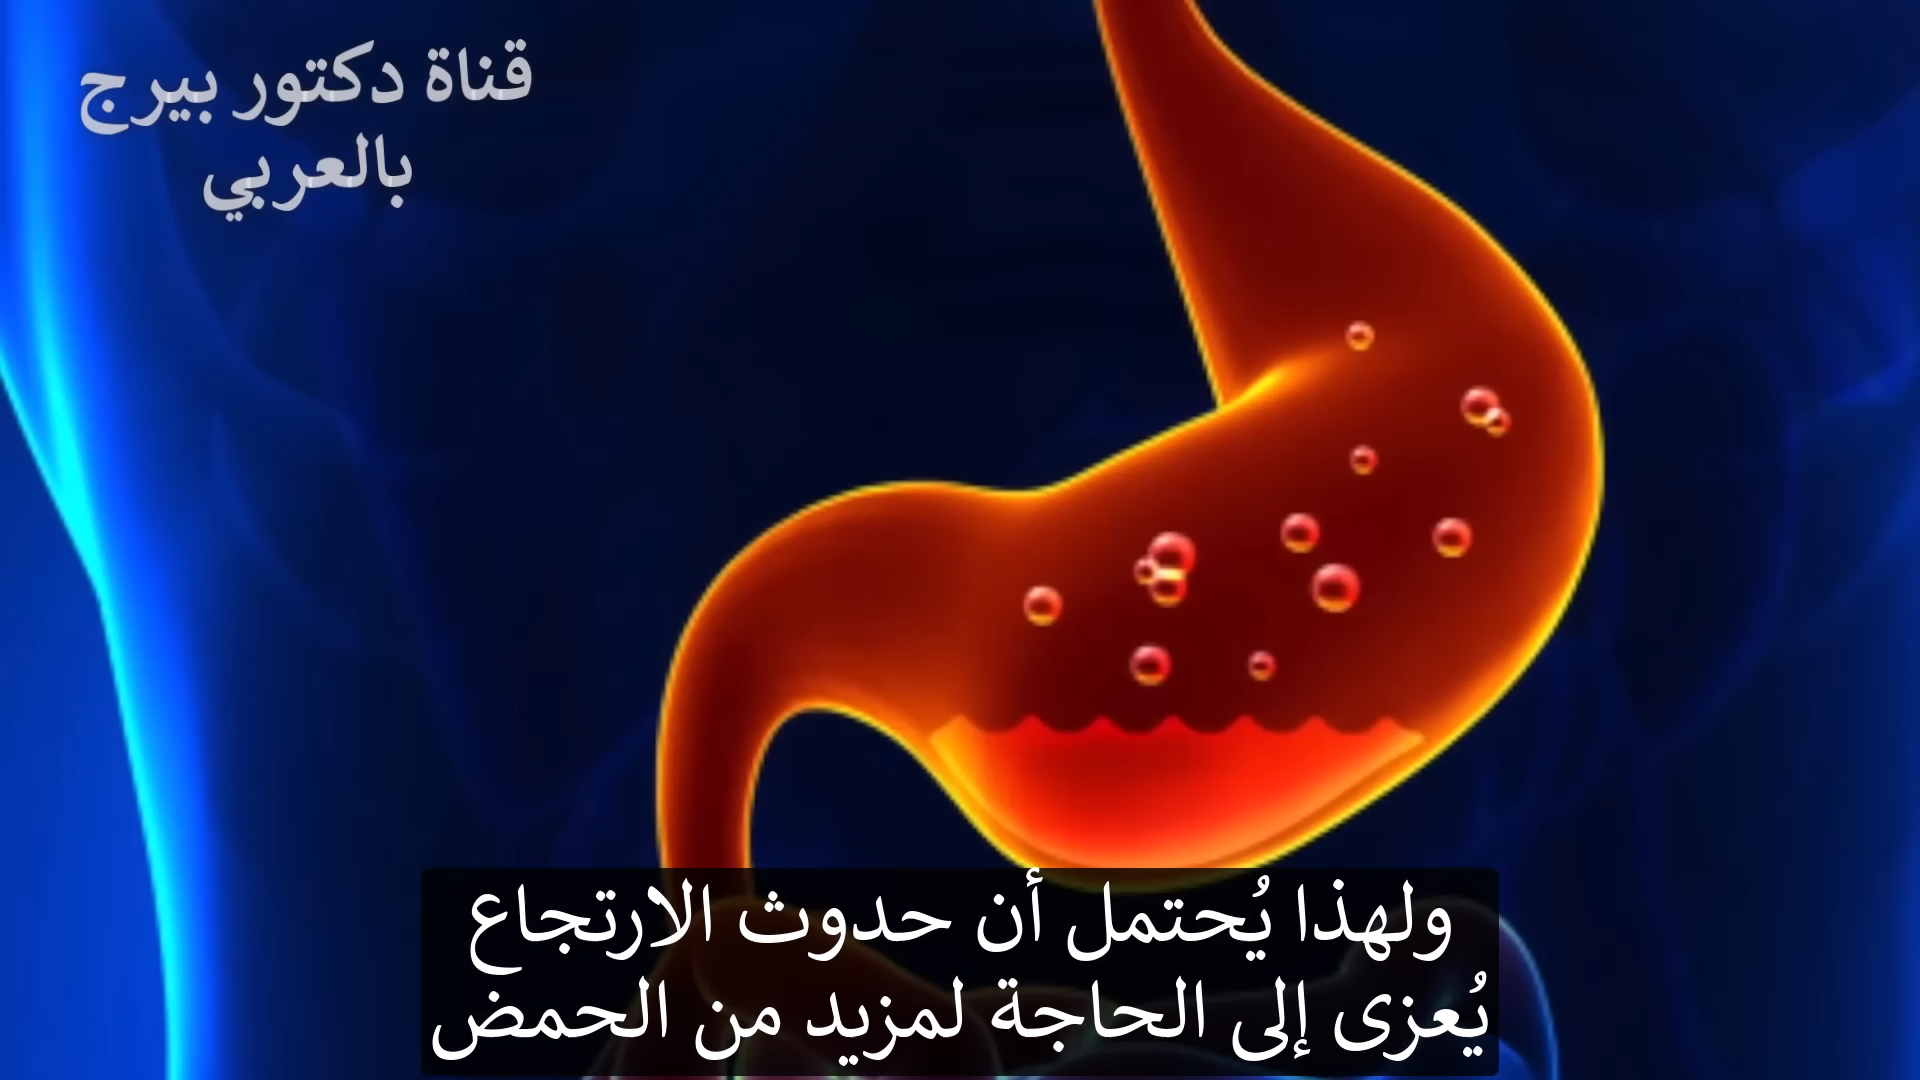 قناة دكتور بيرج
بالعربي
ولهذا يُحتمل أن حدوث الارتجاع
يُعزى إلى الحاجة لمزيد من الحمض